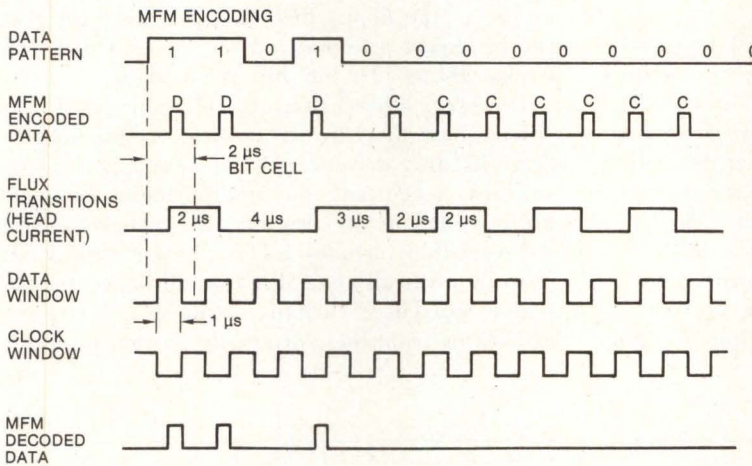 MFM ENCODING
DATA
PATTERN
1 1 0 1 0 0 0 0 0 0 0 0 0
MFM
ENCODED
DATA
D D D C C C C C C C
2 µs
BIT CELL
FLUX
TRANSITIONS
(HEAD
CURRENT)
2 µs 4 µs 3 µs 2 µs 2 µs
DATA
WINDOW
1 µs
CLOCK
WINDOW
MFM
DECODED
DATA